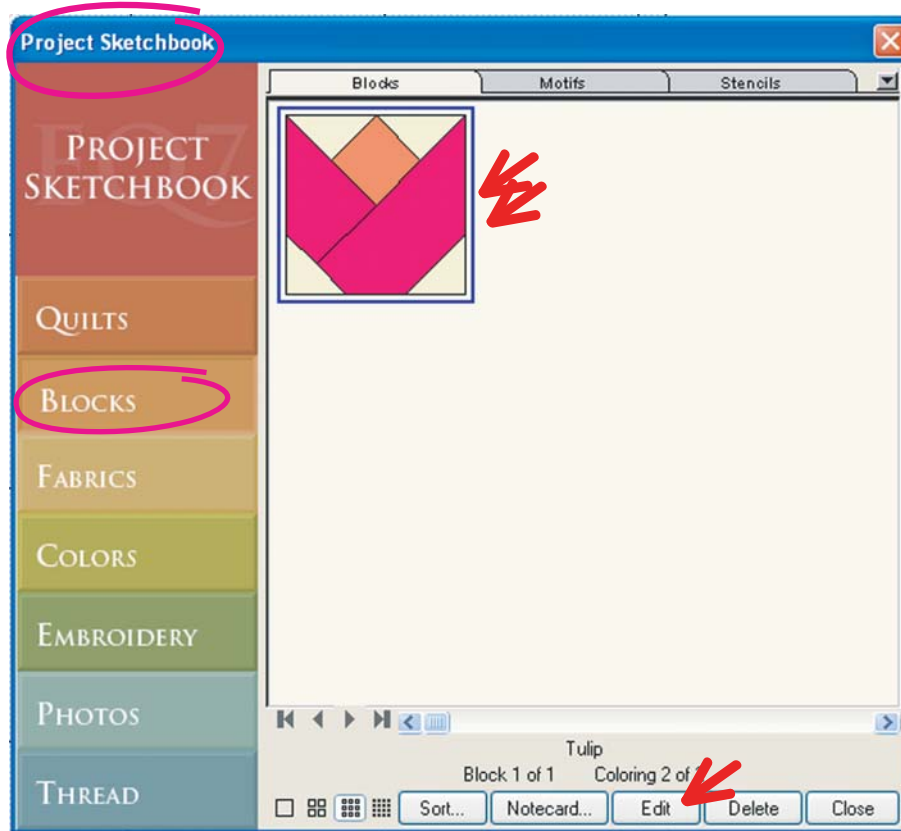 Project Sketchbook
Blocks Motifs Stencils
PROJECT
SKETCHBOOK
QUILTS
BLOCKS
FABRICS
COLORS
EMBROIDERY
PHOTOS
THREAD
Tulip
Block 1 of 1 Coloring 2 of
Sort... Notecard... Edit Delete Close